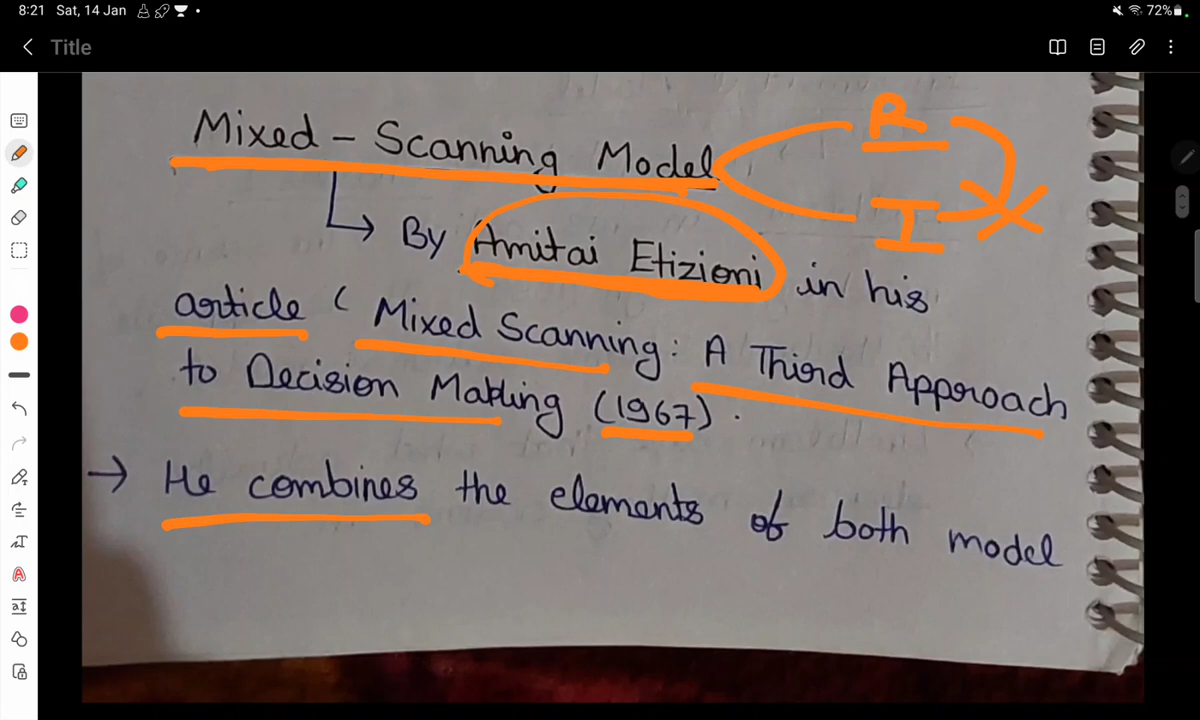 8:21 Sat, 14 Jan
72%
Title
Mixed - Scanning Model
R
I
By Amitai Etizioni in his
article ( Mixed Scanning: A Third Approach
to Decision Making (1967).
→ He combines the elements of both model